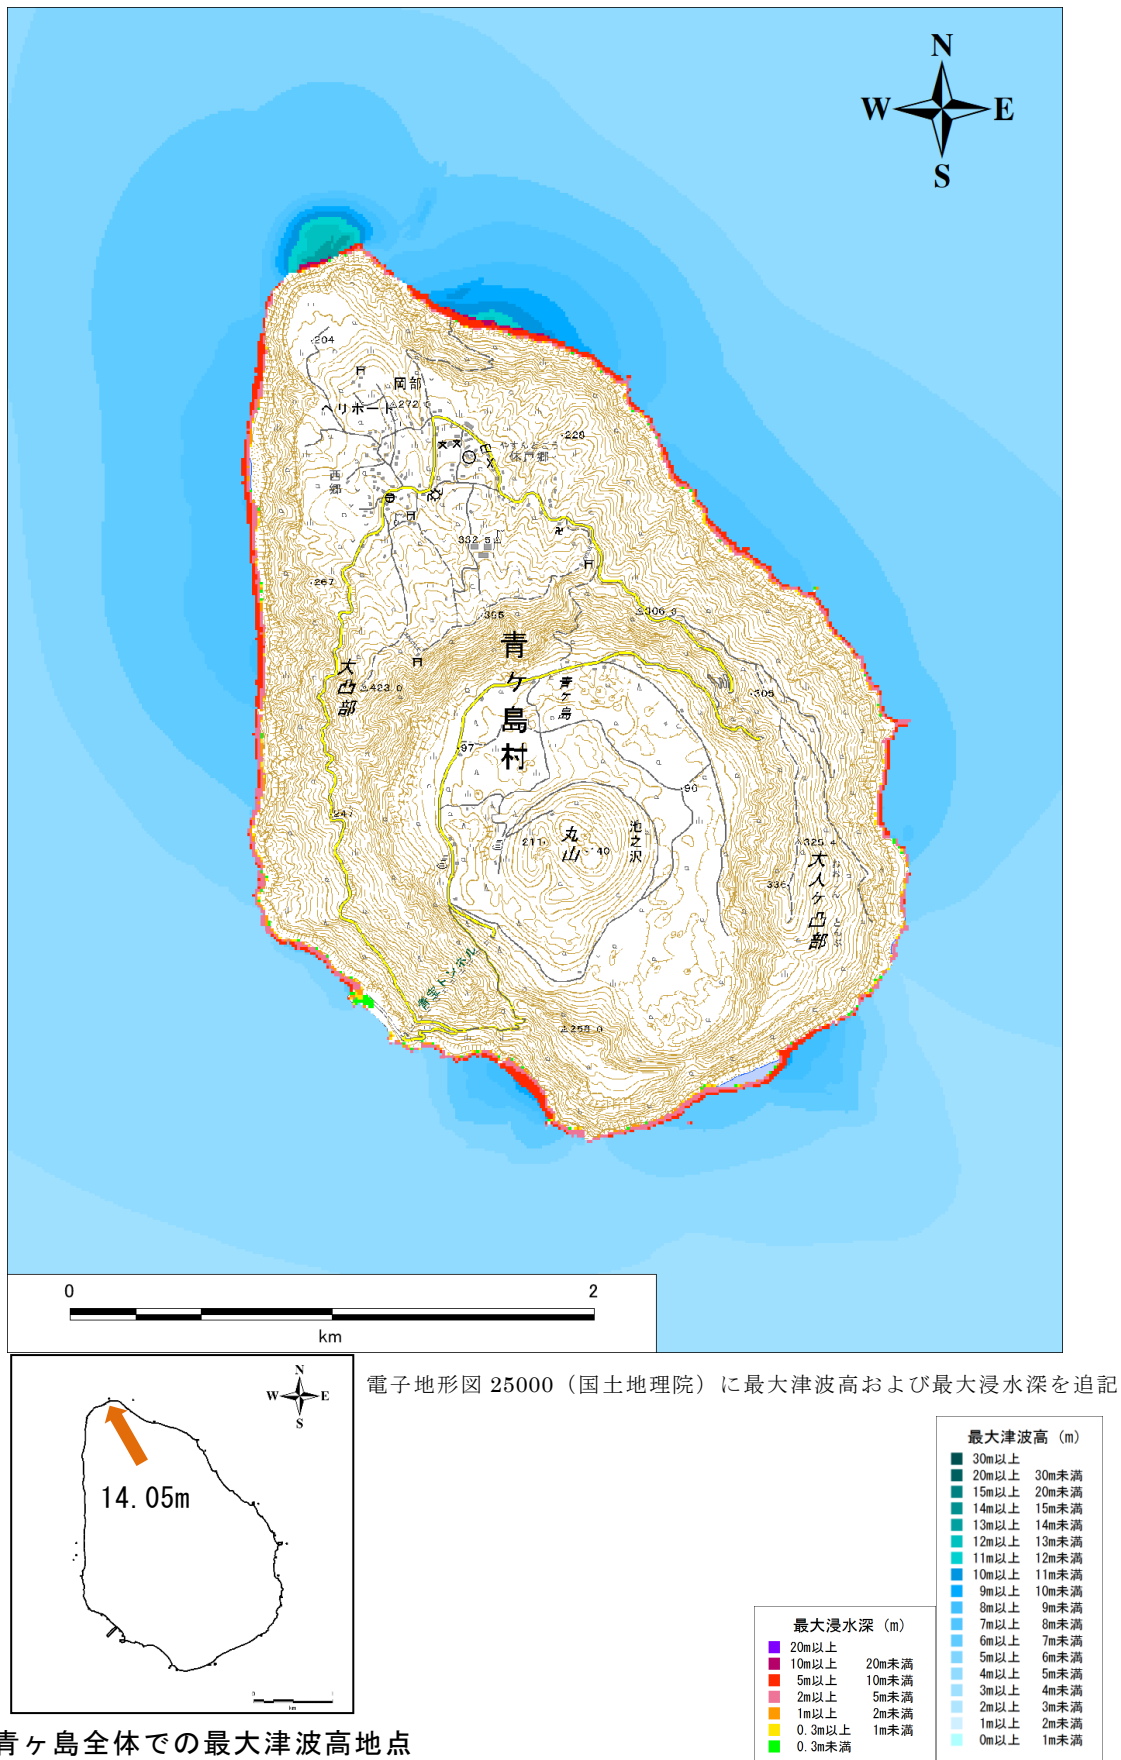 N
W E
S
204
岡部
272.0
ヘリポート
228
やすんどごう
休戸郷
西郷
332.5
267
306.6
355
青ヶ島村
大凸部
423.0
青ヶ島
305
97
90
247
丸山
211
140
池之沢
325.4
大人ヶ凸部
336
青宝トンネル
258.0
0 2
km
N
W E
S
14.05m
km
青ヶ島全体での最大津波高地点
電子地形図 25000（国土地理院）に最大津波高および最大浸水深を追記
最大浸水深 (m)
20m以上
10m以上 20m未満
5m以上 10m未満
2m以上 5m未満
1m以上 2m未満
0.3m以上 1m未満
0.3m未満
最大津波高 (m)
30m以上
20m以上 30m未満
15m以上 20m未満
14m以上 15m未満
13m以上 14m未満
12m以上 13m未満
11m以上 12m未満
10m以上 11m未満
9m以上 10m未満
8m以上 9m未満
7m以上 8m未満
6m以上 7m未満
5m以上 6m未満
4m以上 5m未満
3m以上 4m未満
2m以上 3m未満
1m以上 2m未満
0m以上 1m未満